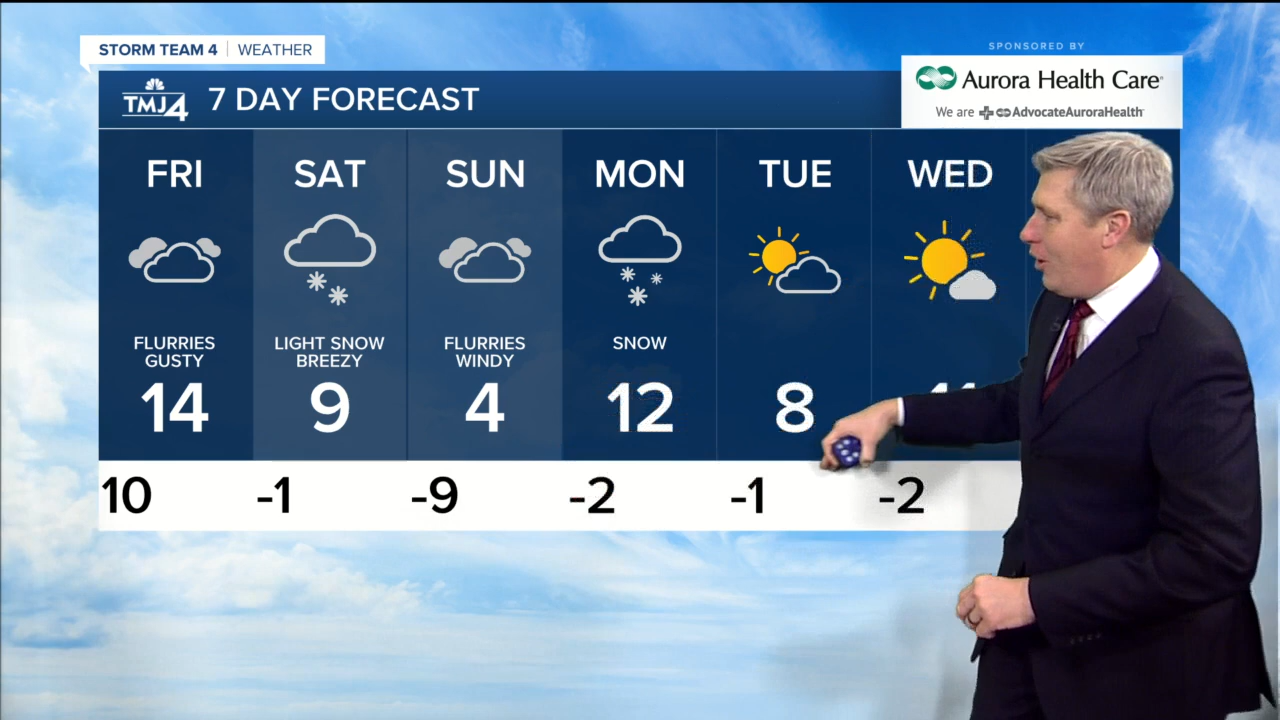 STORM TEAM 4 | WEATHER
SPONSORED BY
Aurora Health Care®
We are AdvocateAuroraHealth
TMJ4 7 DAY FORECAST
FRI SAT SUN MON TUE WED
FLURRIES LIGHT SNOW FLURRIES SNOW
GUSTY BREEZY WINDY
14 9 4 12 8
10 -1 -9 -2 -1 -2